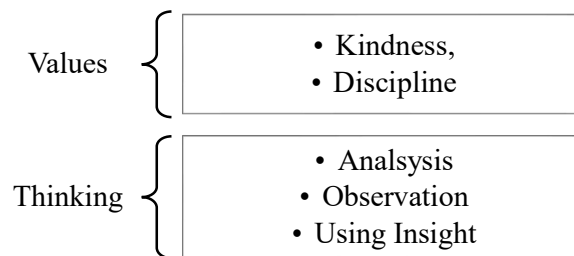 Values
• Kindness,
• Discipline
Thinking
• Analsysis
• Observation
• Using Insight